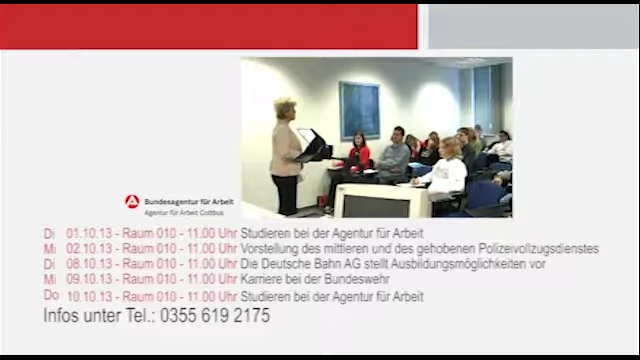 Bundesagentur für Arbeit
Agentur für Arbeit Cottbus
Di 01.10.13 - Raum 010 - 11.00 Uhr Studieren bei der Agentur für Arbeit
Mi 02.10.13 - Raum 010 - 11.00 Uhr Vorstellung des mittleren und des gehobenen Polizeivollzugsdienstes
Di 08.10.13 - Raum 010 - 11.00 Uhr Die Deutsche Bahn AG stellt Ausbildungsmöglichkeiten vor
Mi 09.10.13 - Raum 010 - 11.00 Uhr Karriere bei der Bundeswehr
Do 10.10.13 - Raum 010 - 11.00 Uhr Studieren bei der Agentur für Arbeit
Infos unter Tel.: 0355 619 2175